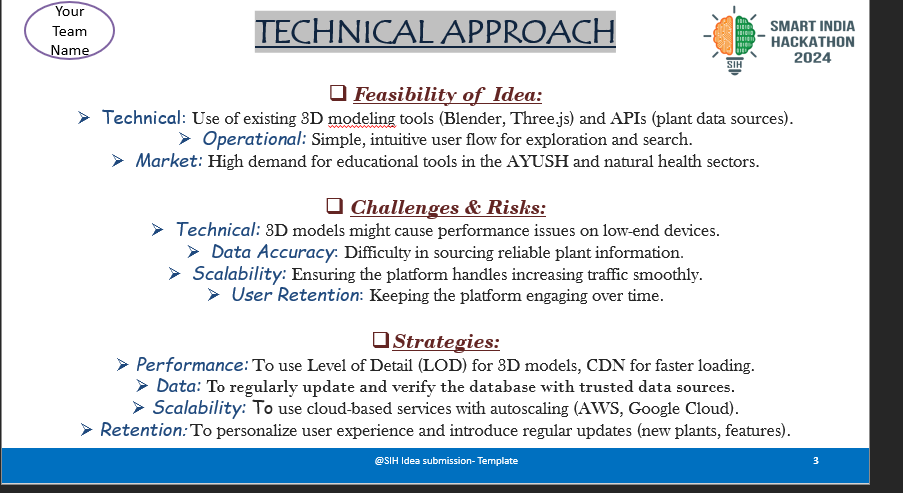 Your
Team
Name
TECHNICAL APPROACH
SIH
SMART INDIA
HACKATHON
2024
Feasibility of Idea:
Technical: Use of existing 3D modeling tools (Blender, Three.js) and APIs (plant data sources).
Operational: Simple, intuitive user flow for exploration and search.
Market: High demand for educational tools in the AYUSH and natural health sectors.
Challenges & Risks:
Technical: 3D models might cause performance issues on low-end devices.
Data Accuracy: Difficulty in sourcing reliable plant information.
Scalability: Ensuring the platform handles increasing traffic smoothly.
User Retention: Keeping the platform engaging over time.
Strategies:
Performance: To use Level of Detail (LOD) for 3D models, CDN for faster loading.
Data: To regularly update and verify the database with trusted data sources.
Scalability: To use cloud-based services with autoscaling (AWS, Google Cloud).
Retention: To personalize user experience and introduce regular updates (new plants, features).
@SIH Idea submission- Template
3